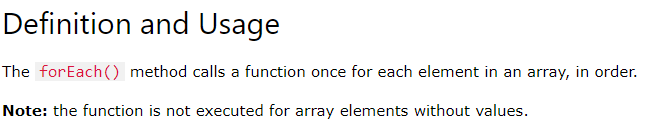 Definition and Usage
The forEach() method calls a function once for each element in an array, in order.
Note: the function is not executed for array elements without values.